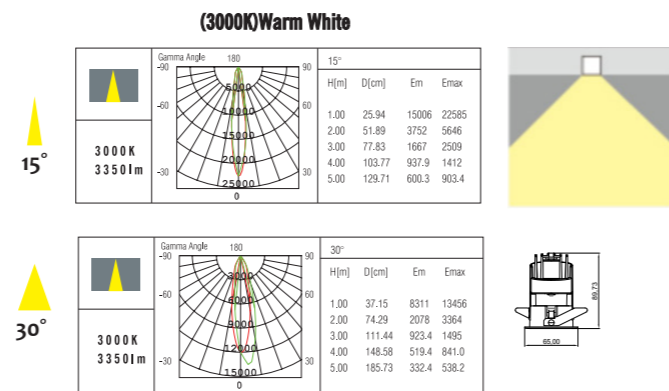 (3000K)Warm White
15°
3000K
3350lm
Gamma Angle 180
-90 90
5000
-60 10000 60
15000
20000
-30 30
25000
0
15°
H[m] D[cm] Em Emax
1.00 25.94 15006 22585
2.00 51.89 3752 5646
3.00 77.83 1667 2509
4.00 103.77 937.9 1412
5.00 129.71 600.3 903.4
30°
3000K
3350lm
Gamma Angle 180
-90 90
3000
-60 6000 60
9000
12000
-30 30
15000
0
30°
H[m] D[cm] Em Emax
1,00 37.15 8311 13456
2.00 74.29 2078 3364
3.00 111.44 923.4 1495
4.00 148.58 519.4 841.0
5.00 185.73 332.4 538.2
89.73
65.00